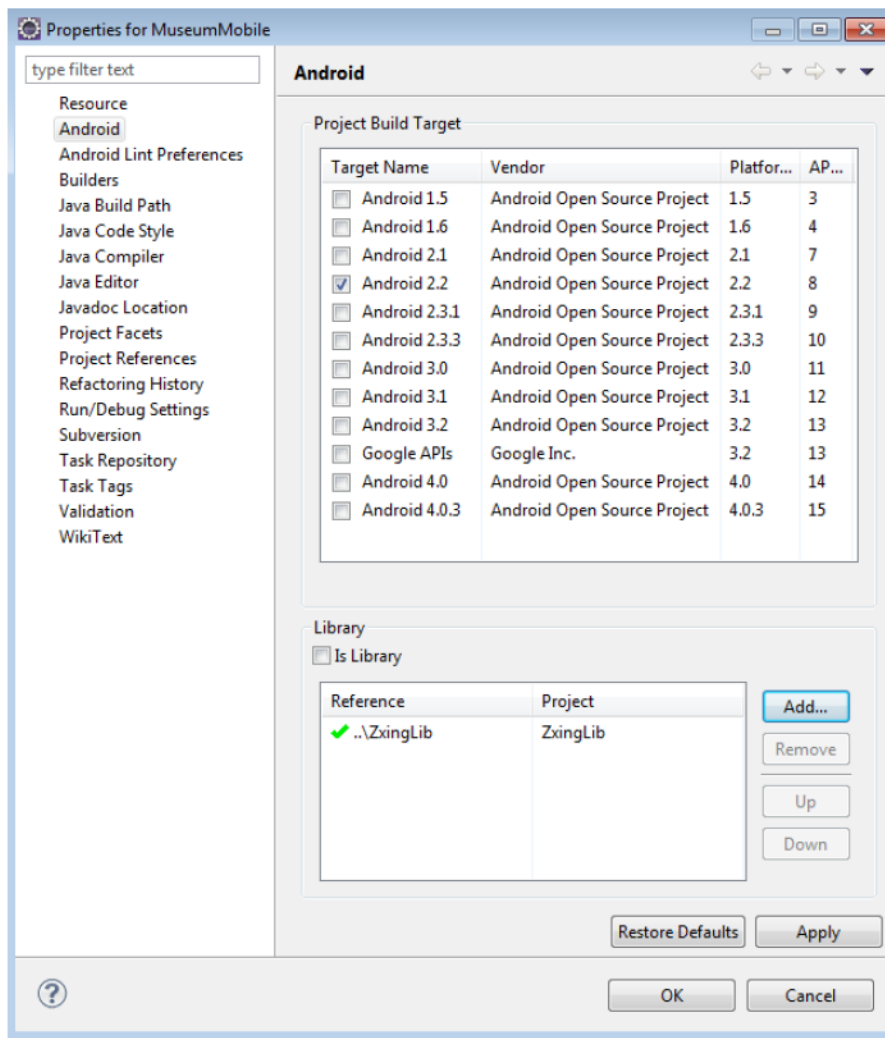 Properties for MuseumMobile
type filter text
Resource
Android
Android Lint Preferences
Builders
Java Build Path
Java Code Style
Java Compiler
Java Editor
Javadoc Location
Project Facets
Project References
Refactoring History
Run/Debug Settings
Subversion
Task Repository
Task Tags
Validation
WikiText
Android
Project Build Target
Target Name Vendor Platfor... AP...
Android 1.5 Android Open Source Project 1.5 3
Android 1.6 Android Open Source Project 1.6 4
Android 2.1 Android Open Source Project 2.1 7
Android 2.2 Android Open Source Project 2.2 8
Android 2.3.1 Android Open Source Project 2.3.1 9
Android 2.3.3 Android Open Source Project 2.3.3 10
Android 3.0 Android Open Source Project 3.0 11
Android 3.1 Android Open Source Project 3.1 12
Android 3.2 Android Open Source Project 3.2 13
Google APIs Google Inc. 3.2 13
Android 4.0 Android Open Source Project 4.0 14
Android 4.0.3 Android Open Source Project 4.0.3 15
Library
Is Library
Reference Project
..\ZxingLib ZxingLib
Add...
Remove
Up
Down
Restore Defaults Apply
? OK Cancel